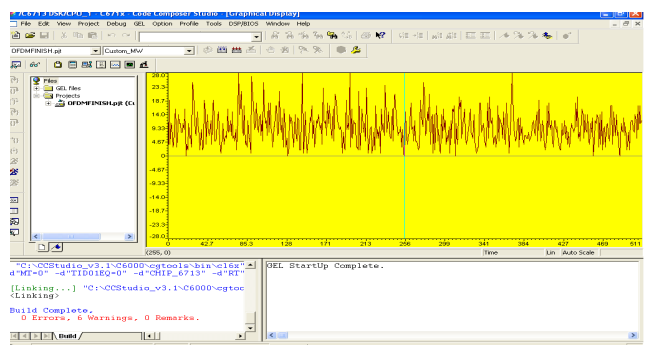 /C6713 DSK/CPU_1 - C671x - Code Composer Studio - [Graphical Display]
File Edit View Project Debug GEL Option Profile Tools DSP/BIOS Window Help
OFDMFINISH.pjt Custom_MW
Files
GEL files
Projects
OFDMFINISH.pjt (Cu
28.0
23.3
18.7
14.0
9.33
4.67
0
-4.67
-9.33
-14.0
-18.7
-23.3
-28.0
0 42.7 85.3 128 171 213 256 299 341 384 427 469 511
(255, 0) Time Lin Auto Scale
"C:\CCStudio_v3.1\C6000\cgtools\bin\cl6x"
d"MT=0" -d"TID01EQ=0" -d"CHIP_6713" -d"RT"
[Linking...] "C:\CCStudio_v3.1\C6000\cgtoc
<Linking>
Build Complete,
0 Errors, 6 Warnings, 0 Remarks.
Build
GEL StartUp Complete.